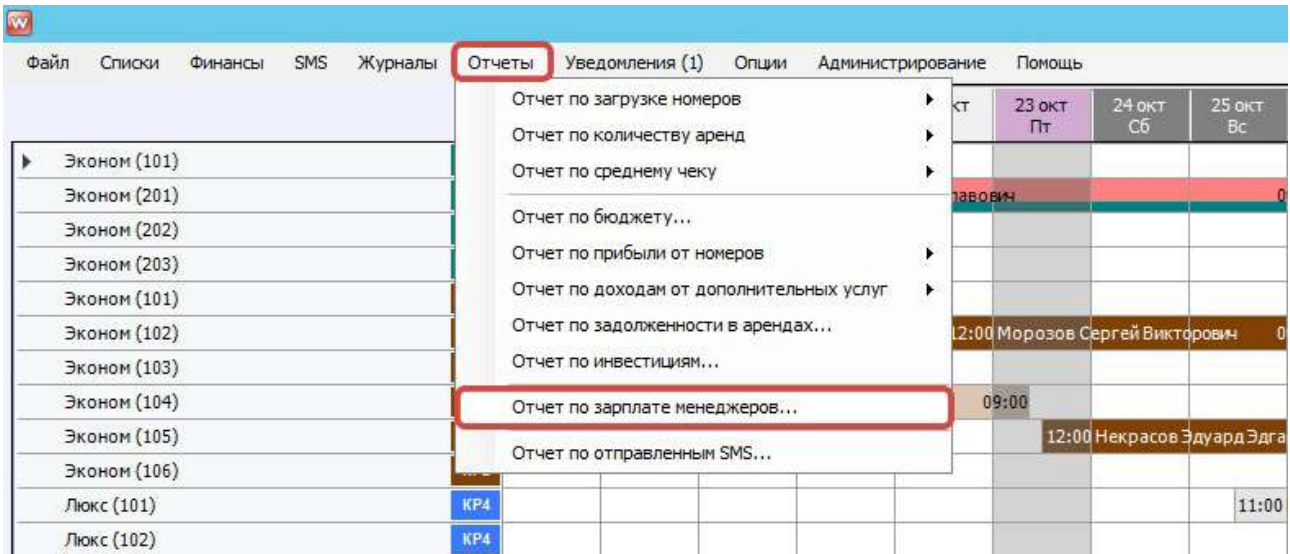 Файл Списки Финансы SMS Журналы Отчеты Уведомления (1) Опции Администрирование Помощь
Отчет по загрузке номеров
Отчет по количеству аренд
Отчет по среднему чеку
Отчет по бюджету...
Отчет по прибыли от номеров
Отчет по доходам от дополнительных услуг
Отчет по задолженности в арендах...
Отчет по инвестициям...
Отчет по зарплате менеджеров...
Отчет по отправленным SMS...
кт 23 окт 24 окт 25 окт
Пт Сб Вс
Эконом (101)
Эконом (201) лавович 0
Эконом (202)
Эконом (203)
Эконом (101)
Эконом (102) 12:00 Морозов Сергей Викторович 0
Эконом (103)
Эконом (104) 09:00
Эконом (105) 12:00 Некрасов Эдуард Эдга
Эконом (106)
Люкс (101) КР4 11:00
Люкс (102) КР4